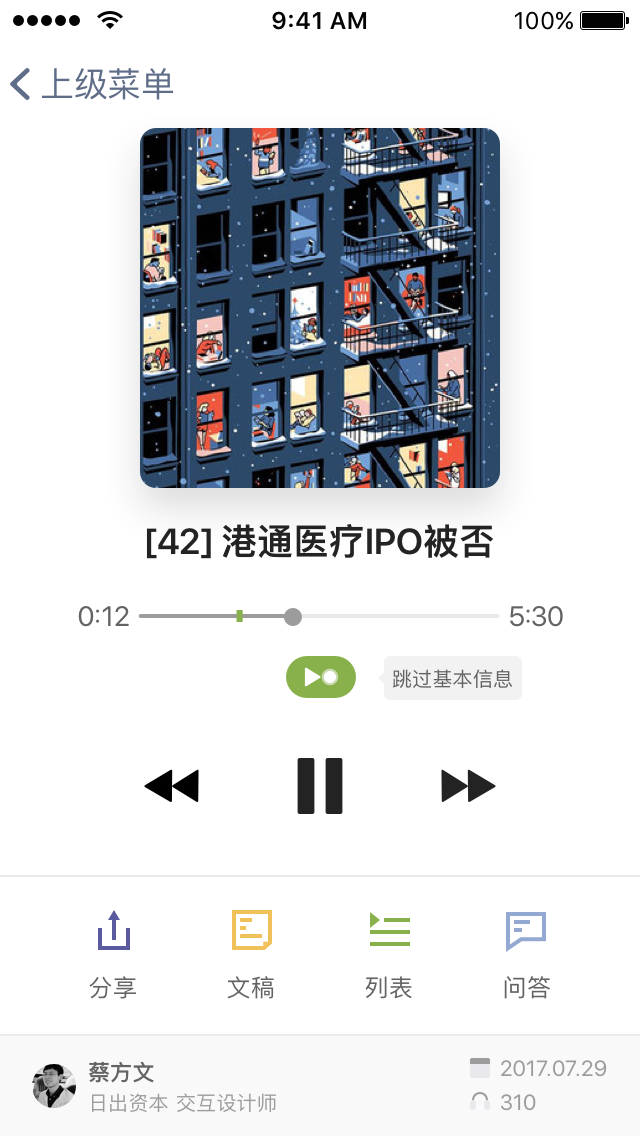 9:41 AM
100%
上级菜单
[42] 港通医疗IPO被否
0:12
5:30
跳过基本信息
分享
文稿
列表
问答
蔡方文
2017.07.29
日出资本 交互设计师
310